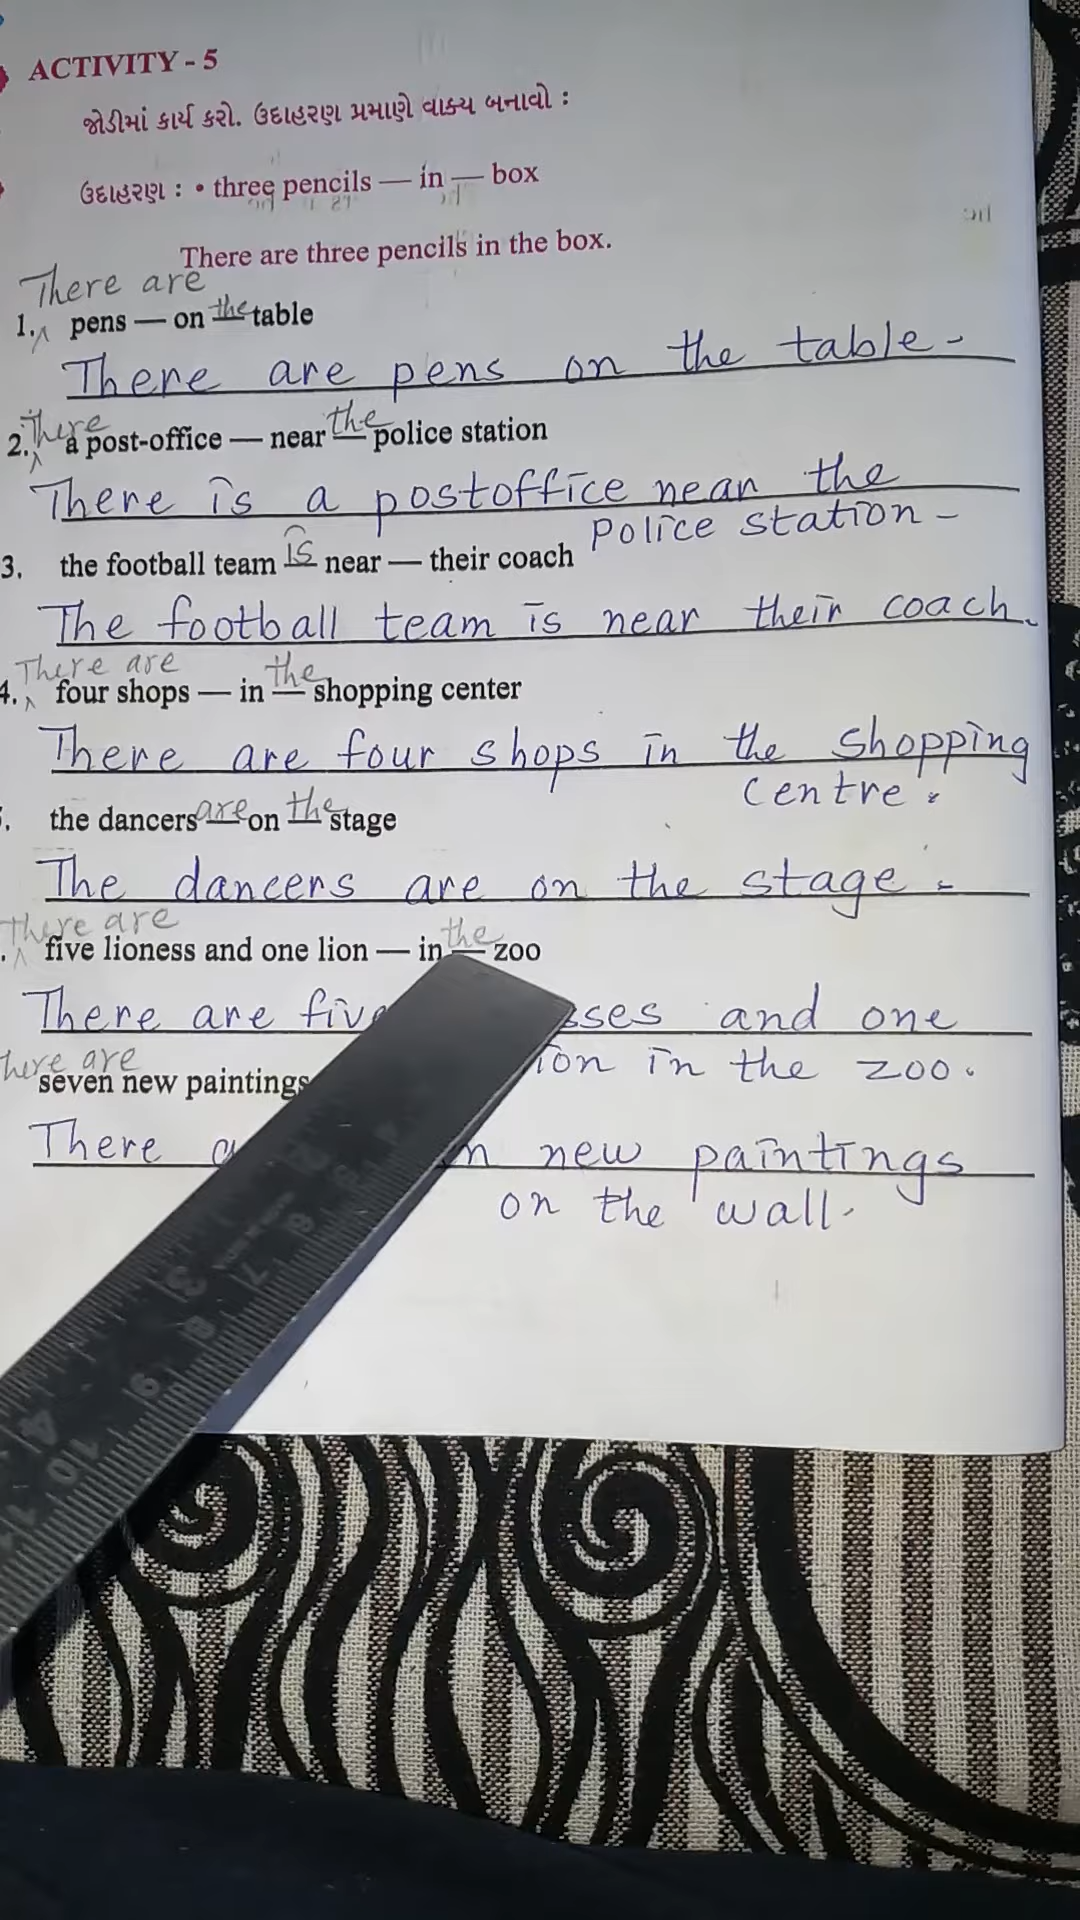 ACTIVITY - 5
જોડીમાં કાર્ય કરો. ઉદાહરણ પ્રમાણે વાક્ય બનાવો :
ઉદાહરણ : • three pencils — in — box
There are three pencils in the box.
There are
1. pens — on the table
There are pens on the table.
2. There a post-office — near the police station
There is a postoffice near the
police station -
3. the football team is near — their coach
The football team is near their coach.
There are
4. four shops — in the shopping center
There are four shops in the shopping
centre.
the dancers are on the stage
The dancers are on the stage.
There are
five lioness and one lion — in the zoo
There are and one
in the zoo.
here are
seven new paintings
There new paintings
on the wall.